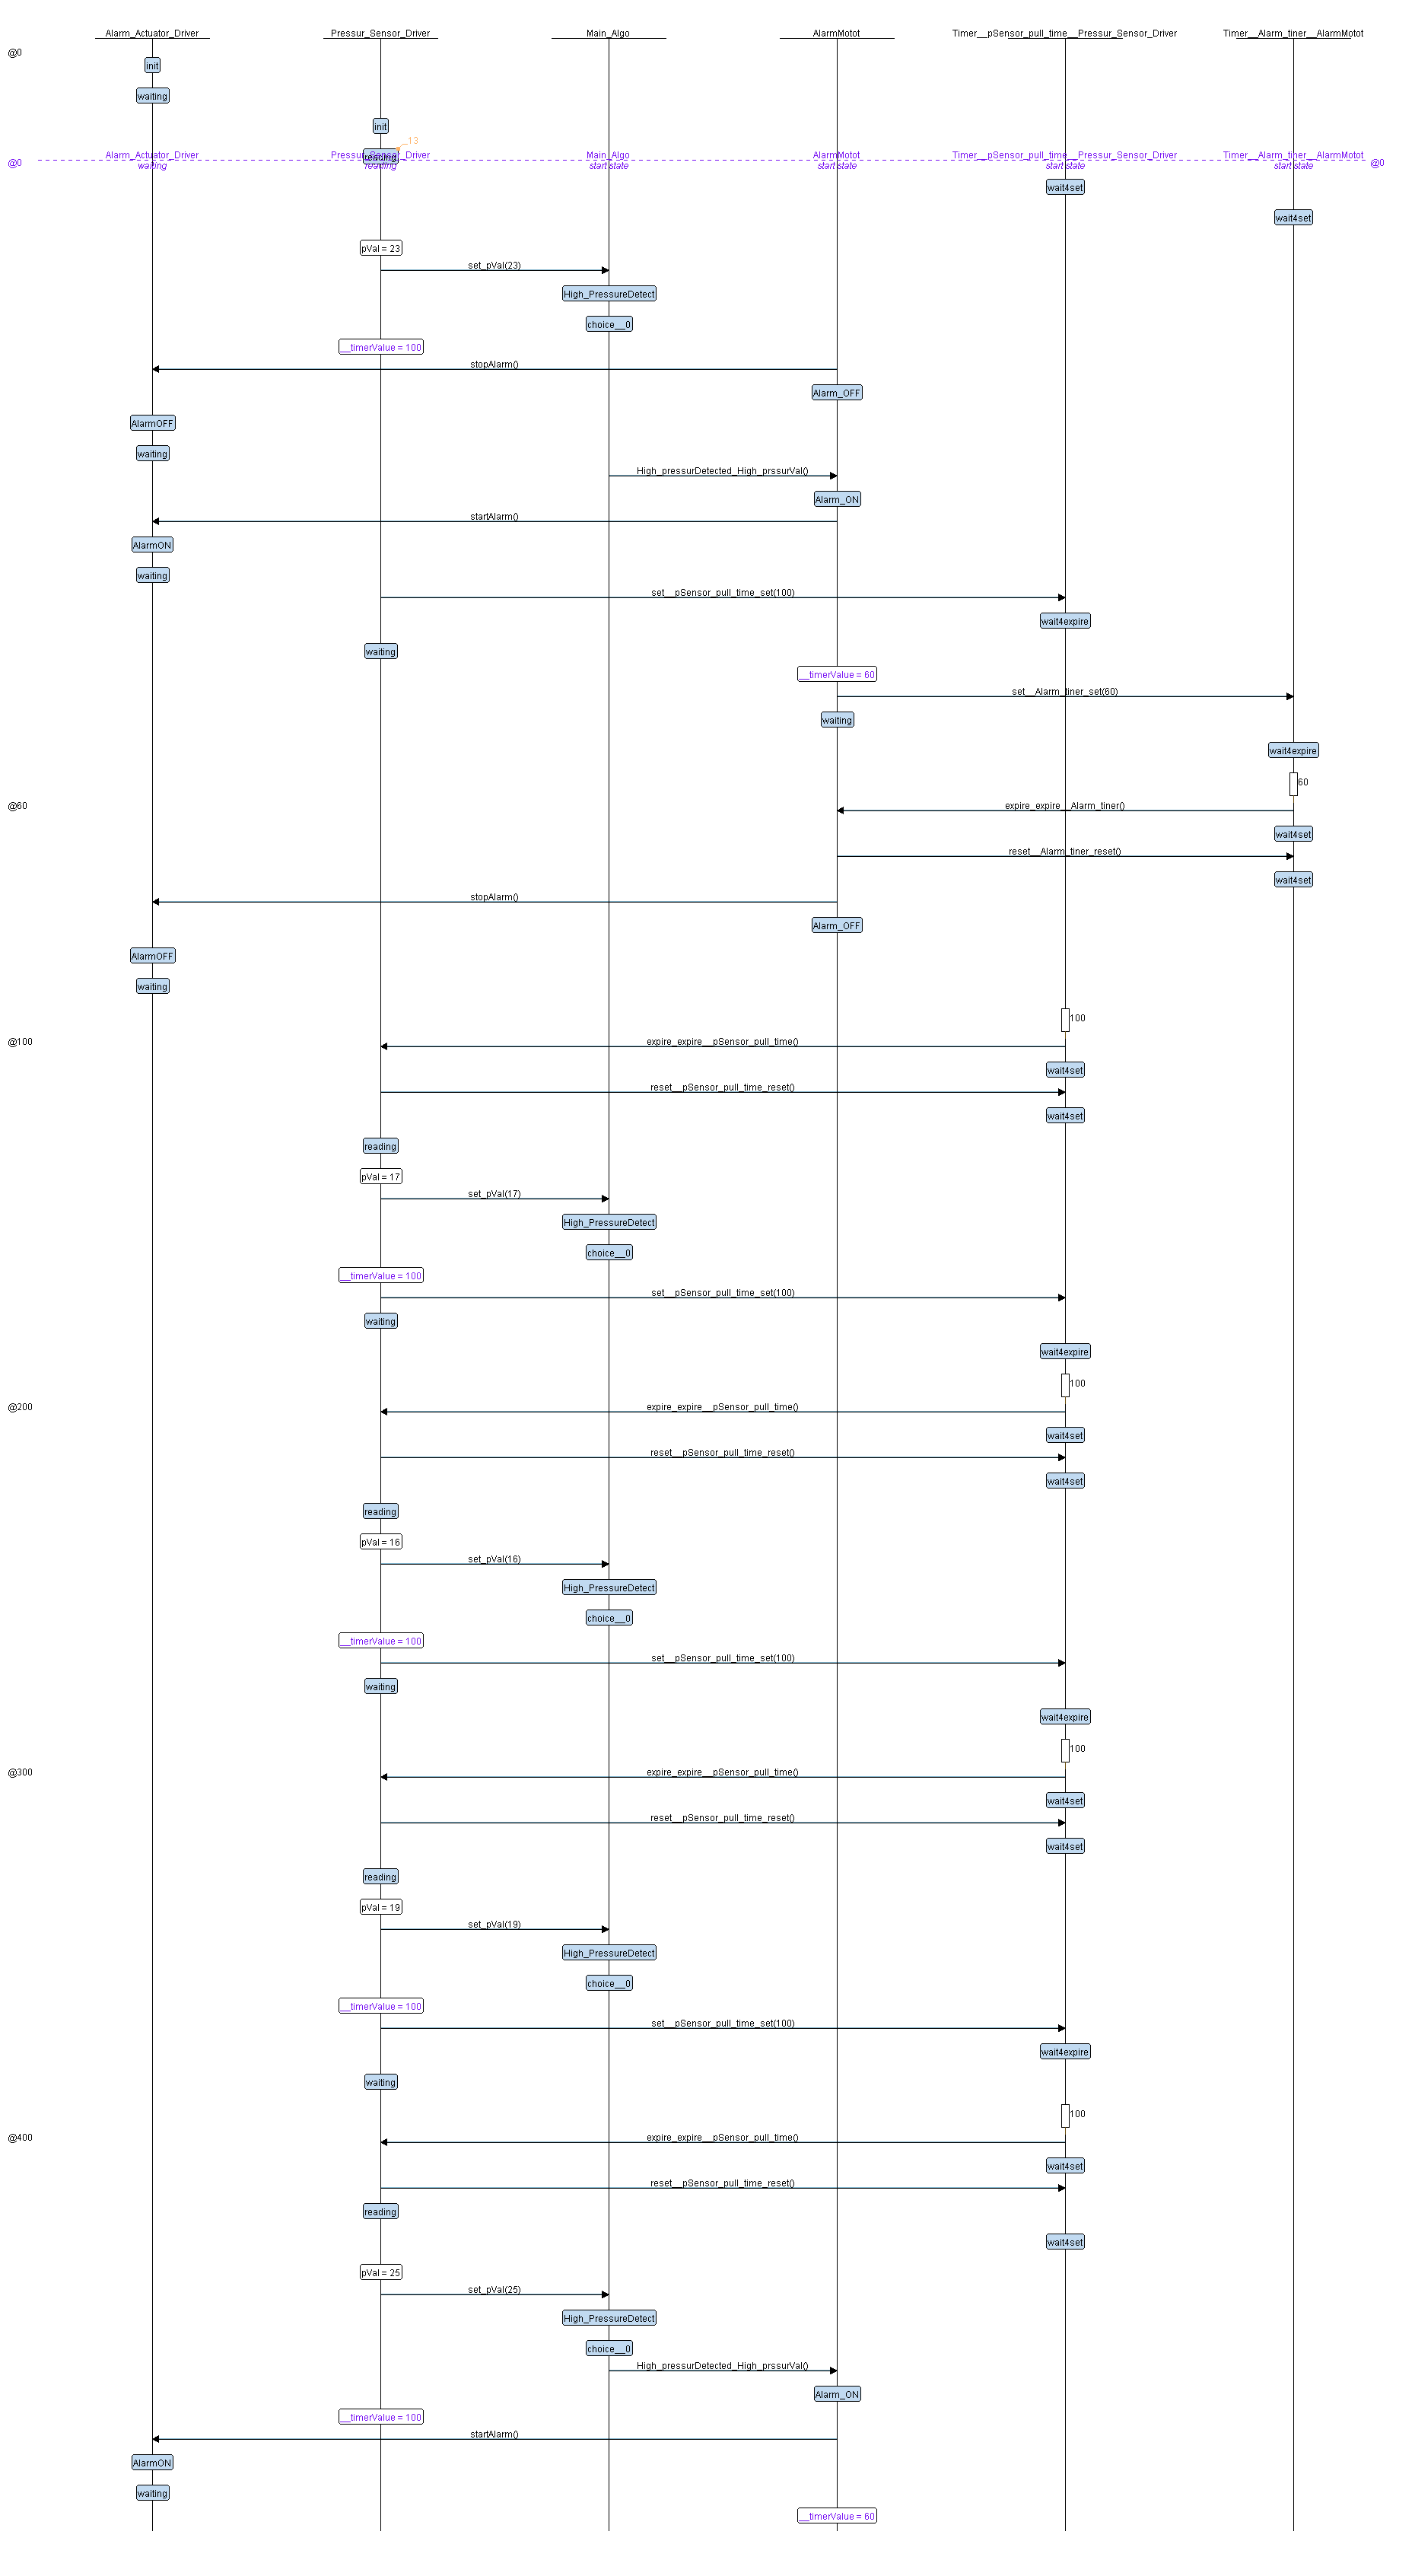 Alarm_Actuator_Driver Pressur_Sensor_Driver Main_Algo AlarmMotot Timer__pSensor_pull_time__Pressur_Sensor_Driver Timer__Alarm_tiner__AlarmMotot
@0
init
waiting
init
_13
reading
Alarm_Actuator_Driver Pressur_Sensor_Driver Main_Algo AlarmMotot Timer__pSensor_pull_time__Pressur_Sensor_Driver Timer__Alarm_tiner__AlarmMotot
@0 @0
waiting reading start state start state start state start state
wait4set
wait4set
pVal = 23
set_pVal(23)
High_PressureDetect
choice__0
__timerValue = 100
stopAlarm()
Alarm_OFF
AlarmOFF
waiting
High_pressurDetected_High_prssurVal()
Alarm_ON
startAlarm()
AlarmON
waiting
set__pSensor_pull_time_set(100)
wait4expire
waiting
__timerValue = 60
set__Alarm_tiner_set(60)
waiting
wait4expire
60
@60 expire_expire__Alarm_tiner()
wait4set
reset__Alarm_tiner_reset()
wait4set
stopAlarm()
Alarm_OFF
AlarmOFF
waiting
100
@100 expire_expire__pSensor_pull_time()
wait4set
reset__pSensor_pull_time_reset()
wait4set
reading
pVal = 17
set_pVal(17)
High_PressureDetect
choice__0
__timerValue = 100
set__pSensor_pull_time_set(100)
waiting
wait4expire
100
@200 expire_expire__pSensor_pull_time()
wait4set
reset__pSensor_pull_time_reset()
wait4set
reading
pVal = 16
set_pVal(16)
High_PressureDetect
choice__0
__timerValue = 100
set__pSensor_pull_time_set(100)
waiting
wait4expire
100
@300 expire_expire__pSensor_pull_time()
wait4set
reset__pSensor_pull_time_reset()
wait4set
reading
pVal = 19
set_pVal(19)
High_PressureDetect
choice__0
__timerValue = 100
set__pSensor_pull_time_set(100)
wait4expire
waiting
100
@400 expire_expire__pSensor_pull_time()
wait4set
reset__pSensor_pull_time_reset()
reading
wait4set
pVal = 25
set_pVal(25)
High_PressureDetect
choice__0
High_pressurDetected_High_prssurVal()
Alarm_ON
__timerValue = 100
startAlarm()
AlarmON
waiting
__timerValue = 60